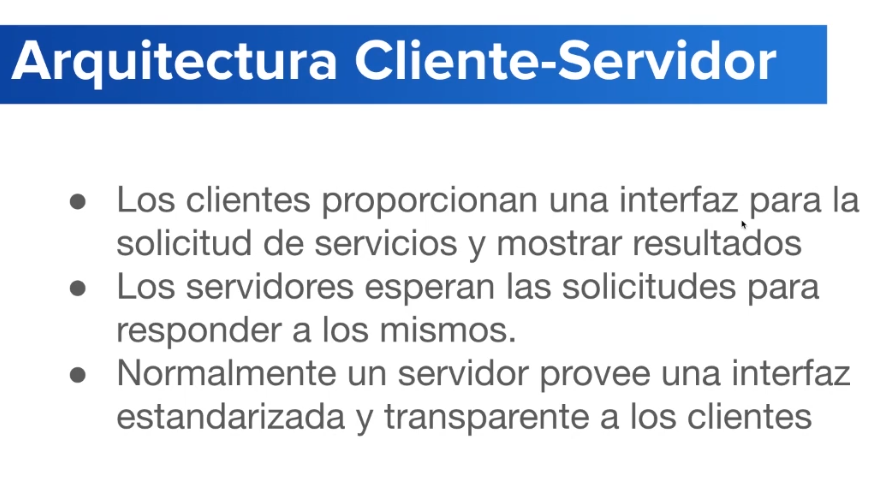 Arquitectura Cliente-Servidor
● Los clientes proporcionan una interfaz para la
solicitud de servicios y mostrar resultados
● Los servidores esperan las solicitudes para
responder a los mismos.
● Normalmente un servidor provee una interfaz
estandarizada y transparente a los clientes